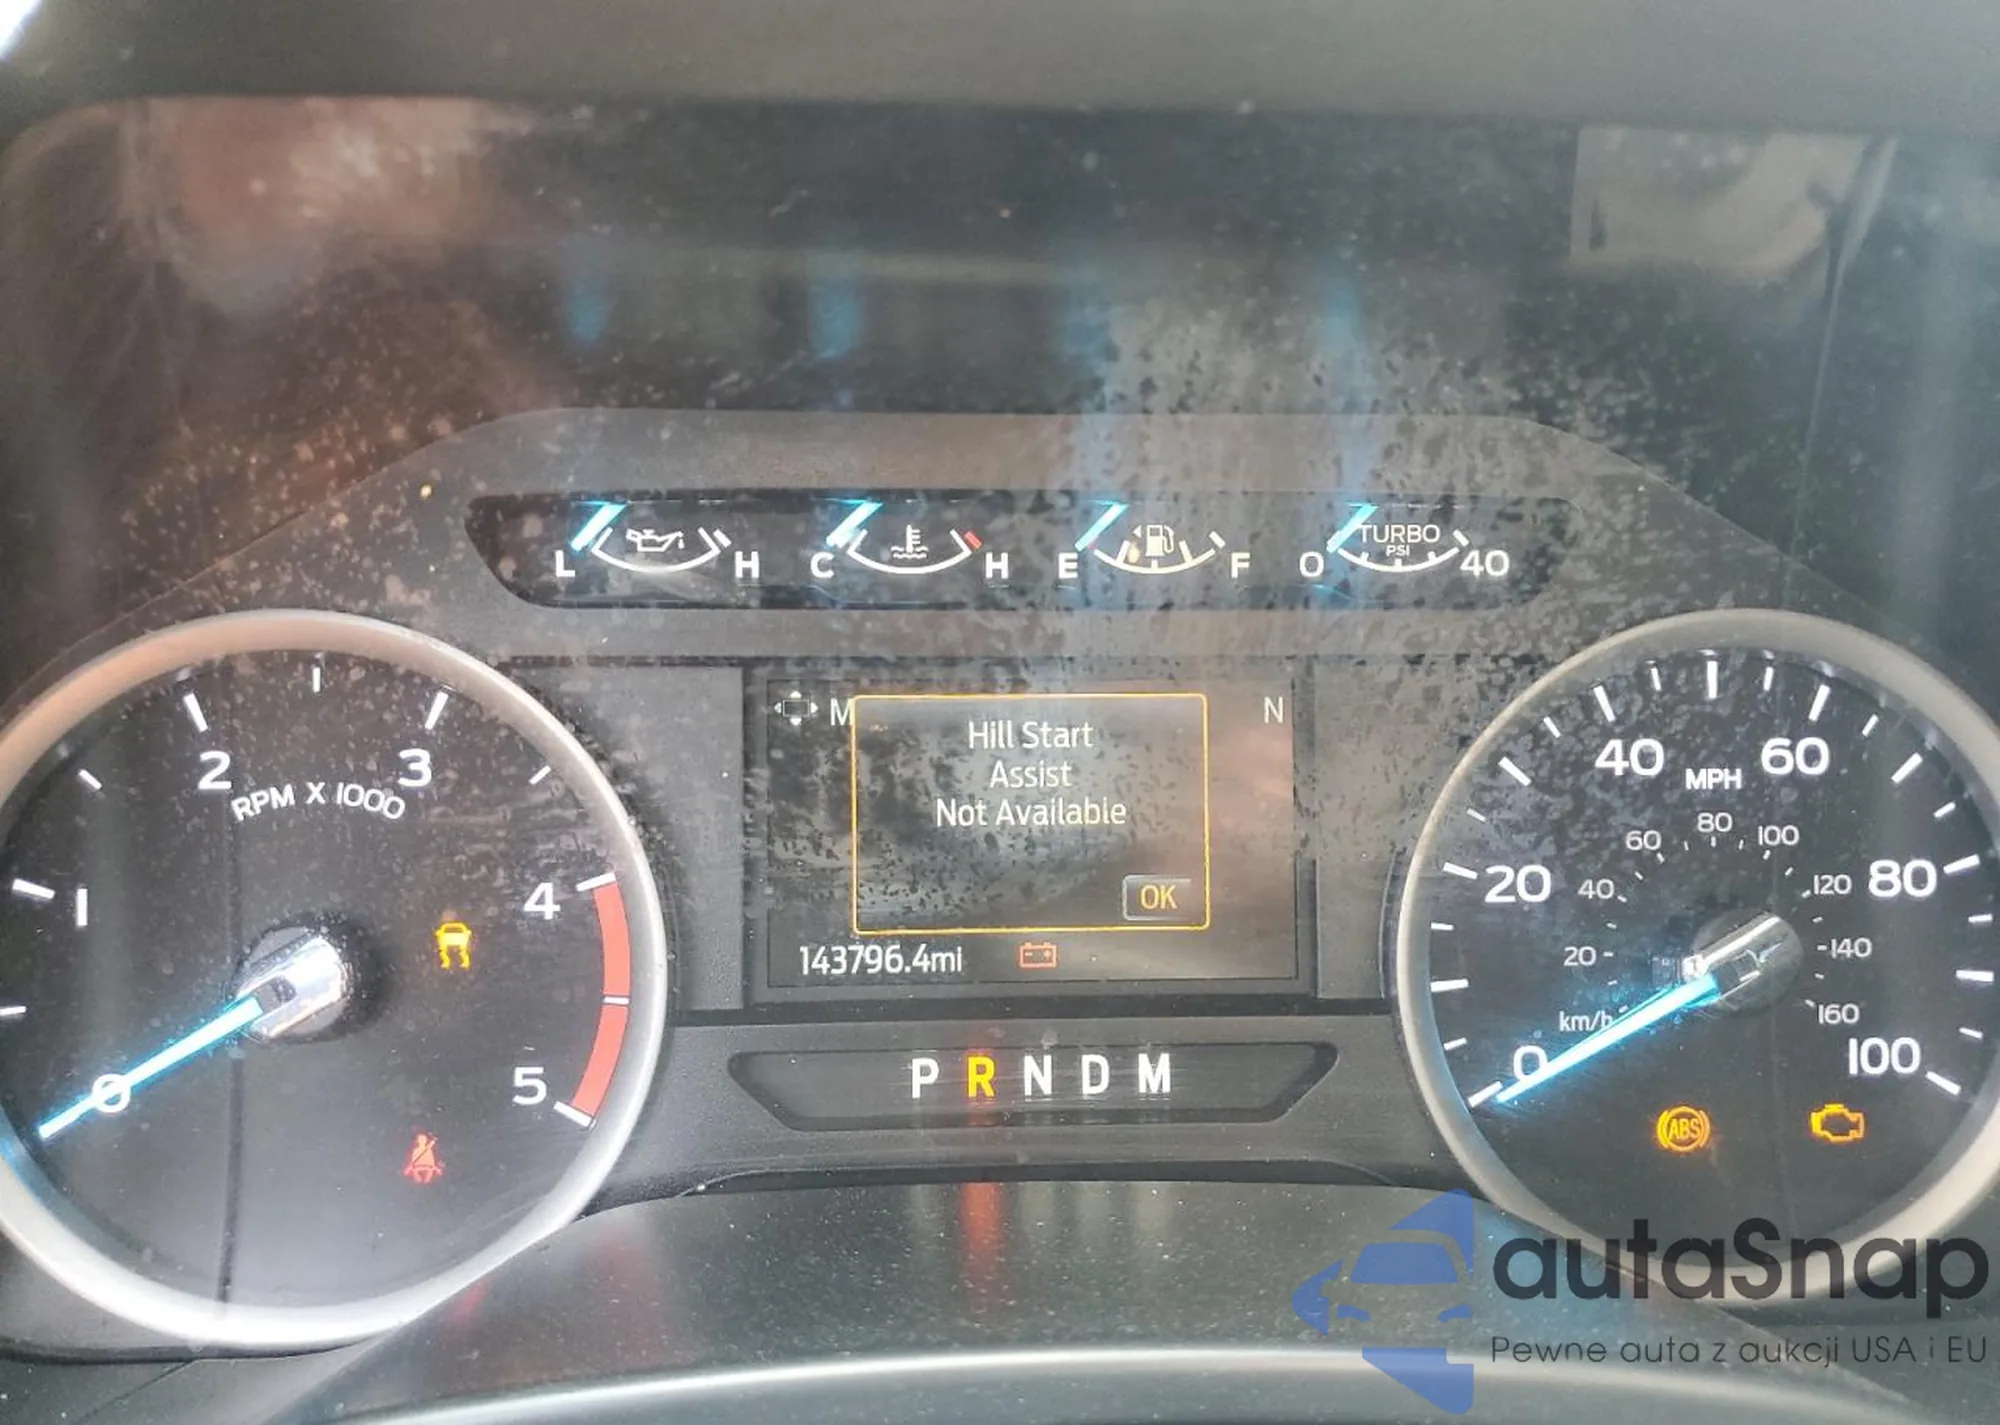 L H C H E F 0 TURBO PSI 40
M N
Hill Start
Assist
Not Available
OK
143796.4mi
P R N D M
0 1 2 3 4 5
RPM X 1000
0 20 40 60 80 100
MPH
20 40 60 80 100 120 140 160
km/h
ABS
autaSnap
Pewne auta z aukcji USA i EU